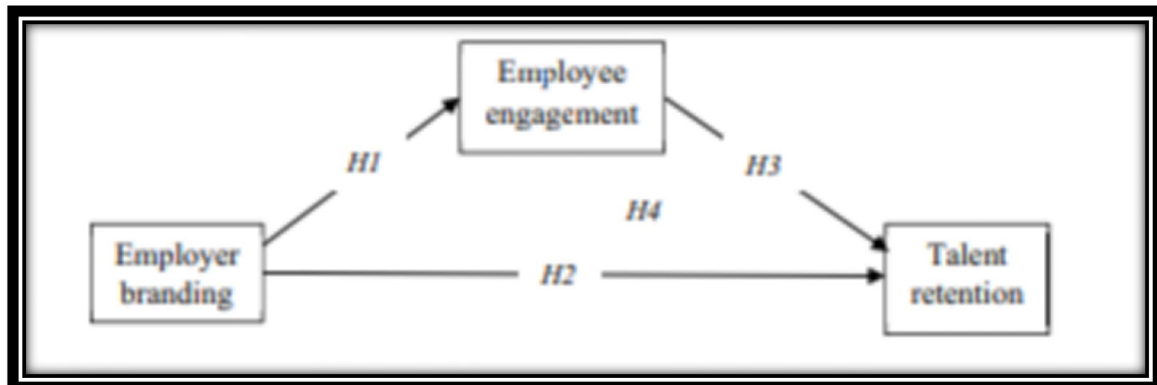 Employee
engagement
H1
H3
H4
Employer
branding
H2
Talent
retention